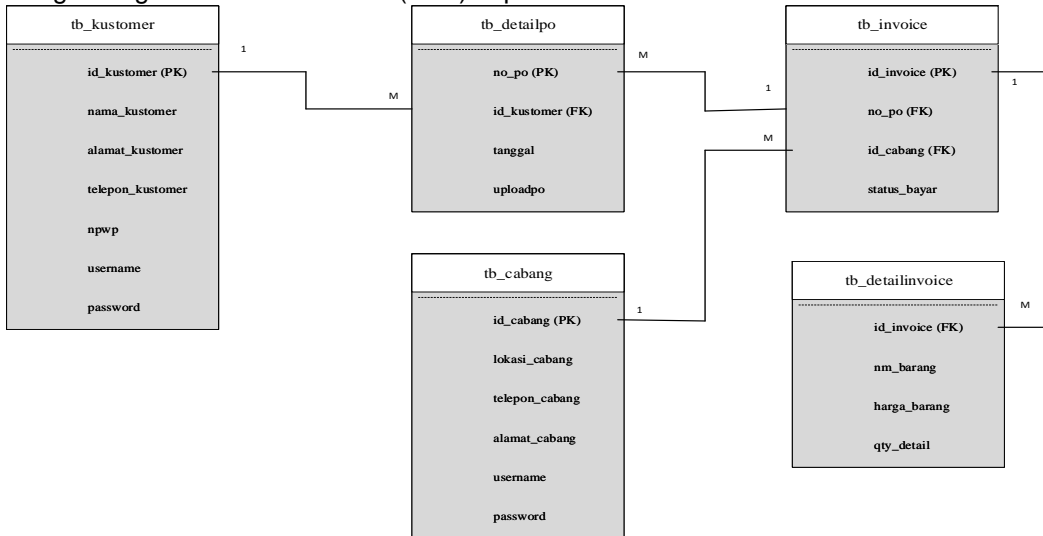 tb_kustomer
id_kustomer (PK)
nama_kustomer
alamat_kustomer
telepon_kustomer
npwp
username
password
1
M
tb_detailpo
no_po (PK)
id_kustomer (FK)
tanggal
uploadpo
M
1
tb_invoice
id_invoice (PK)
no_po (FK)
id_cabang (FK)
status_bayar
1
M
tb_cabang
id_cabang (PK)
lokasi_cabang
telepon_cabang
alamat_cabang
username
password
1
tb_detailinvoice
id_invoice (FK)
nm_barang
harga_barang
qty_detail
M